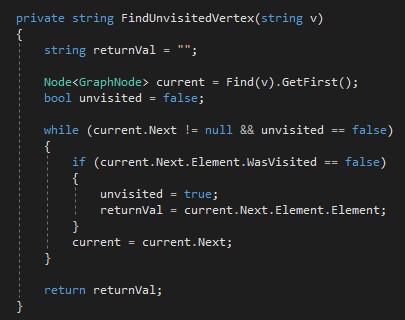 private string FindUnvisitedVertex(string v)
{
    string returnVal = "";

    Node<GraphNode> current = Find(v).GetFirst();
    bool unvisited = false;

    while (current.Next != null && unvisited == false)
    {
        if (current.Next.Element.WasVisited == false)
        {
            unvisited = true;
            returnVal = current.Next.Element.Element;
        }
        current = current.Next;
    }

    return returnVal;
}